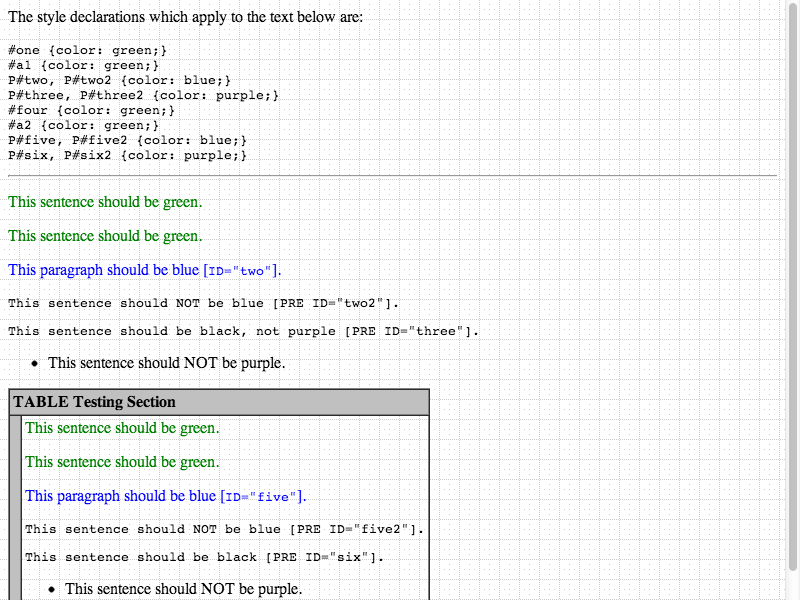 The style declarations which apply to the text below are:
#one {color: green;}
#a1 {color: green;}
P#two, P#two2 {color: blue;}
P#three, P#three2 {color: purple;}
#four {color: green;}
#a2 {color: green;}
P#five, P#five2 {color: blue;}
P#six, P#six2 {color: purple;}
This sentence should be green.
This sentence should be green.
This paragraph should be blue [ID="two"].
This sentence should NOT be blue [PRE ID="two2"].
This sentence should be black, not purple [PRE ID="three"].
• This sentence should NOT be purple.
TABLE Testing Section
This sentence should be green.
This sentence should be green.
This paragraph should be blue [ID="five"].
This sentence should NOT be blue [PRE ID="five2"].
This sentence should be black [PRE ID="six"].
• This sentence should NOT be purple.